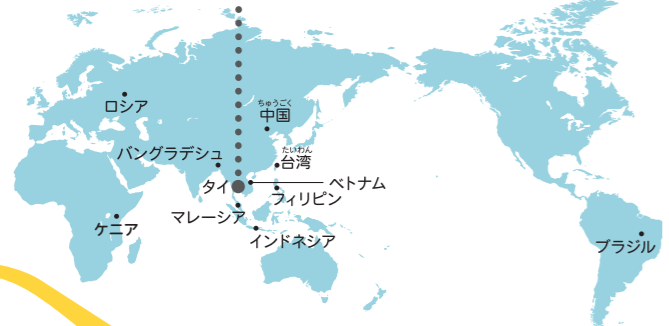 ロシア
ちゅうごく
中国
バングラデシュ
たいわん
台湾
タイ
ベトナム
フィリピン
マレーシア
ケニア
インドネシア
ブラジル